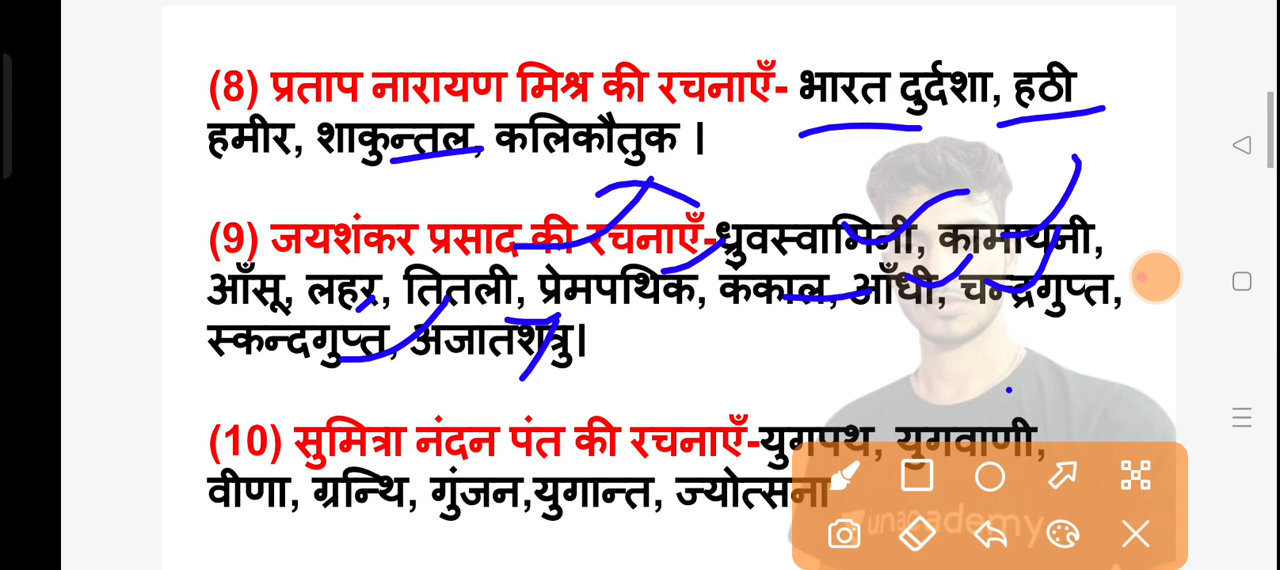 (8) प्रताप नारायण मिश्र की रचनाएँ- भारत दुर्दशा, हठी
हमीर, शाकुन्तल, कलिकौतुक ।
(9) जयशंकर प्रसाद की रचनाएँ-ध्रुवस्वामिनी, कामायनी,
आँसू, लहर, तितली, प्रेमपथिक, कंकाल, आँधी, चन्द्रगुप्त,
स्कन्दगुप्त, अजातशत्रु।
(10) सुमित्रा नंदन पंत की रचनाएँ-युगपथ, युगवाणी,
वीणा, ग्रन्थि, गुंजन,युगान्त, ज्योत्सना
unacademy